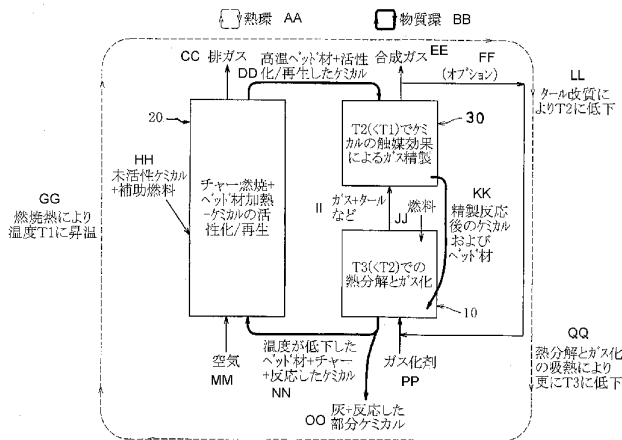 熱環 AA
物質環 BB
CC 排ガス
DD
高温ベッド材+活性
化/再生したケミカル
合成ガス
EE
FF
(オプション)
LL
タール改質に
よりT2に低下
20
30
T2(<T1)でケミ
カルの触媒効果
によるガス精製
HH
未活性ケミカル
+補助燃料
チャー燃焼+
ベッド材加熱
-ケミカルの活
性化/再生
GG
燃焼熱により
温度T1に昇温
II
ガス+タール
など
JJ
燃料
KK
精製反応
後のケミカル
および
ベッド材
T3(<T2)での
熱分解とガス化
10
空気
MM
温度が低下した
ベッド材+チャー
+反応したケミカル
NN
ガス化剤
PP
QQ
熱分解とガス化
の吸熱により
更にT3に低下
OO
灰+反応した
部分ケミカル